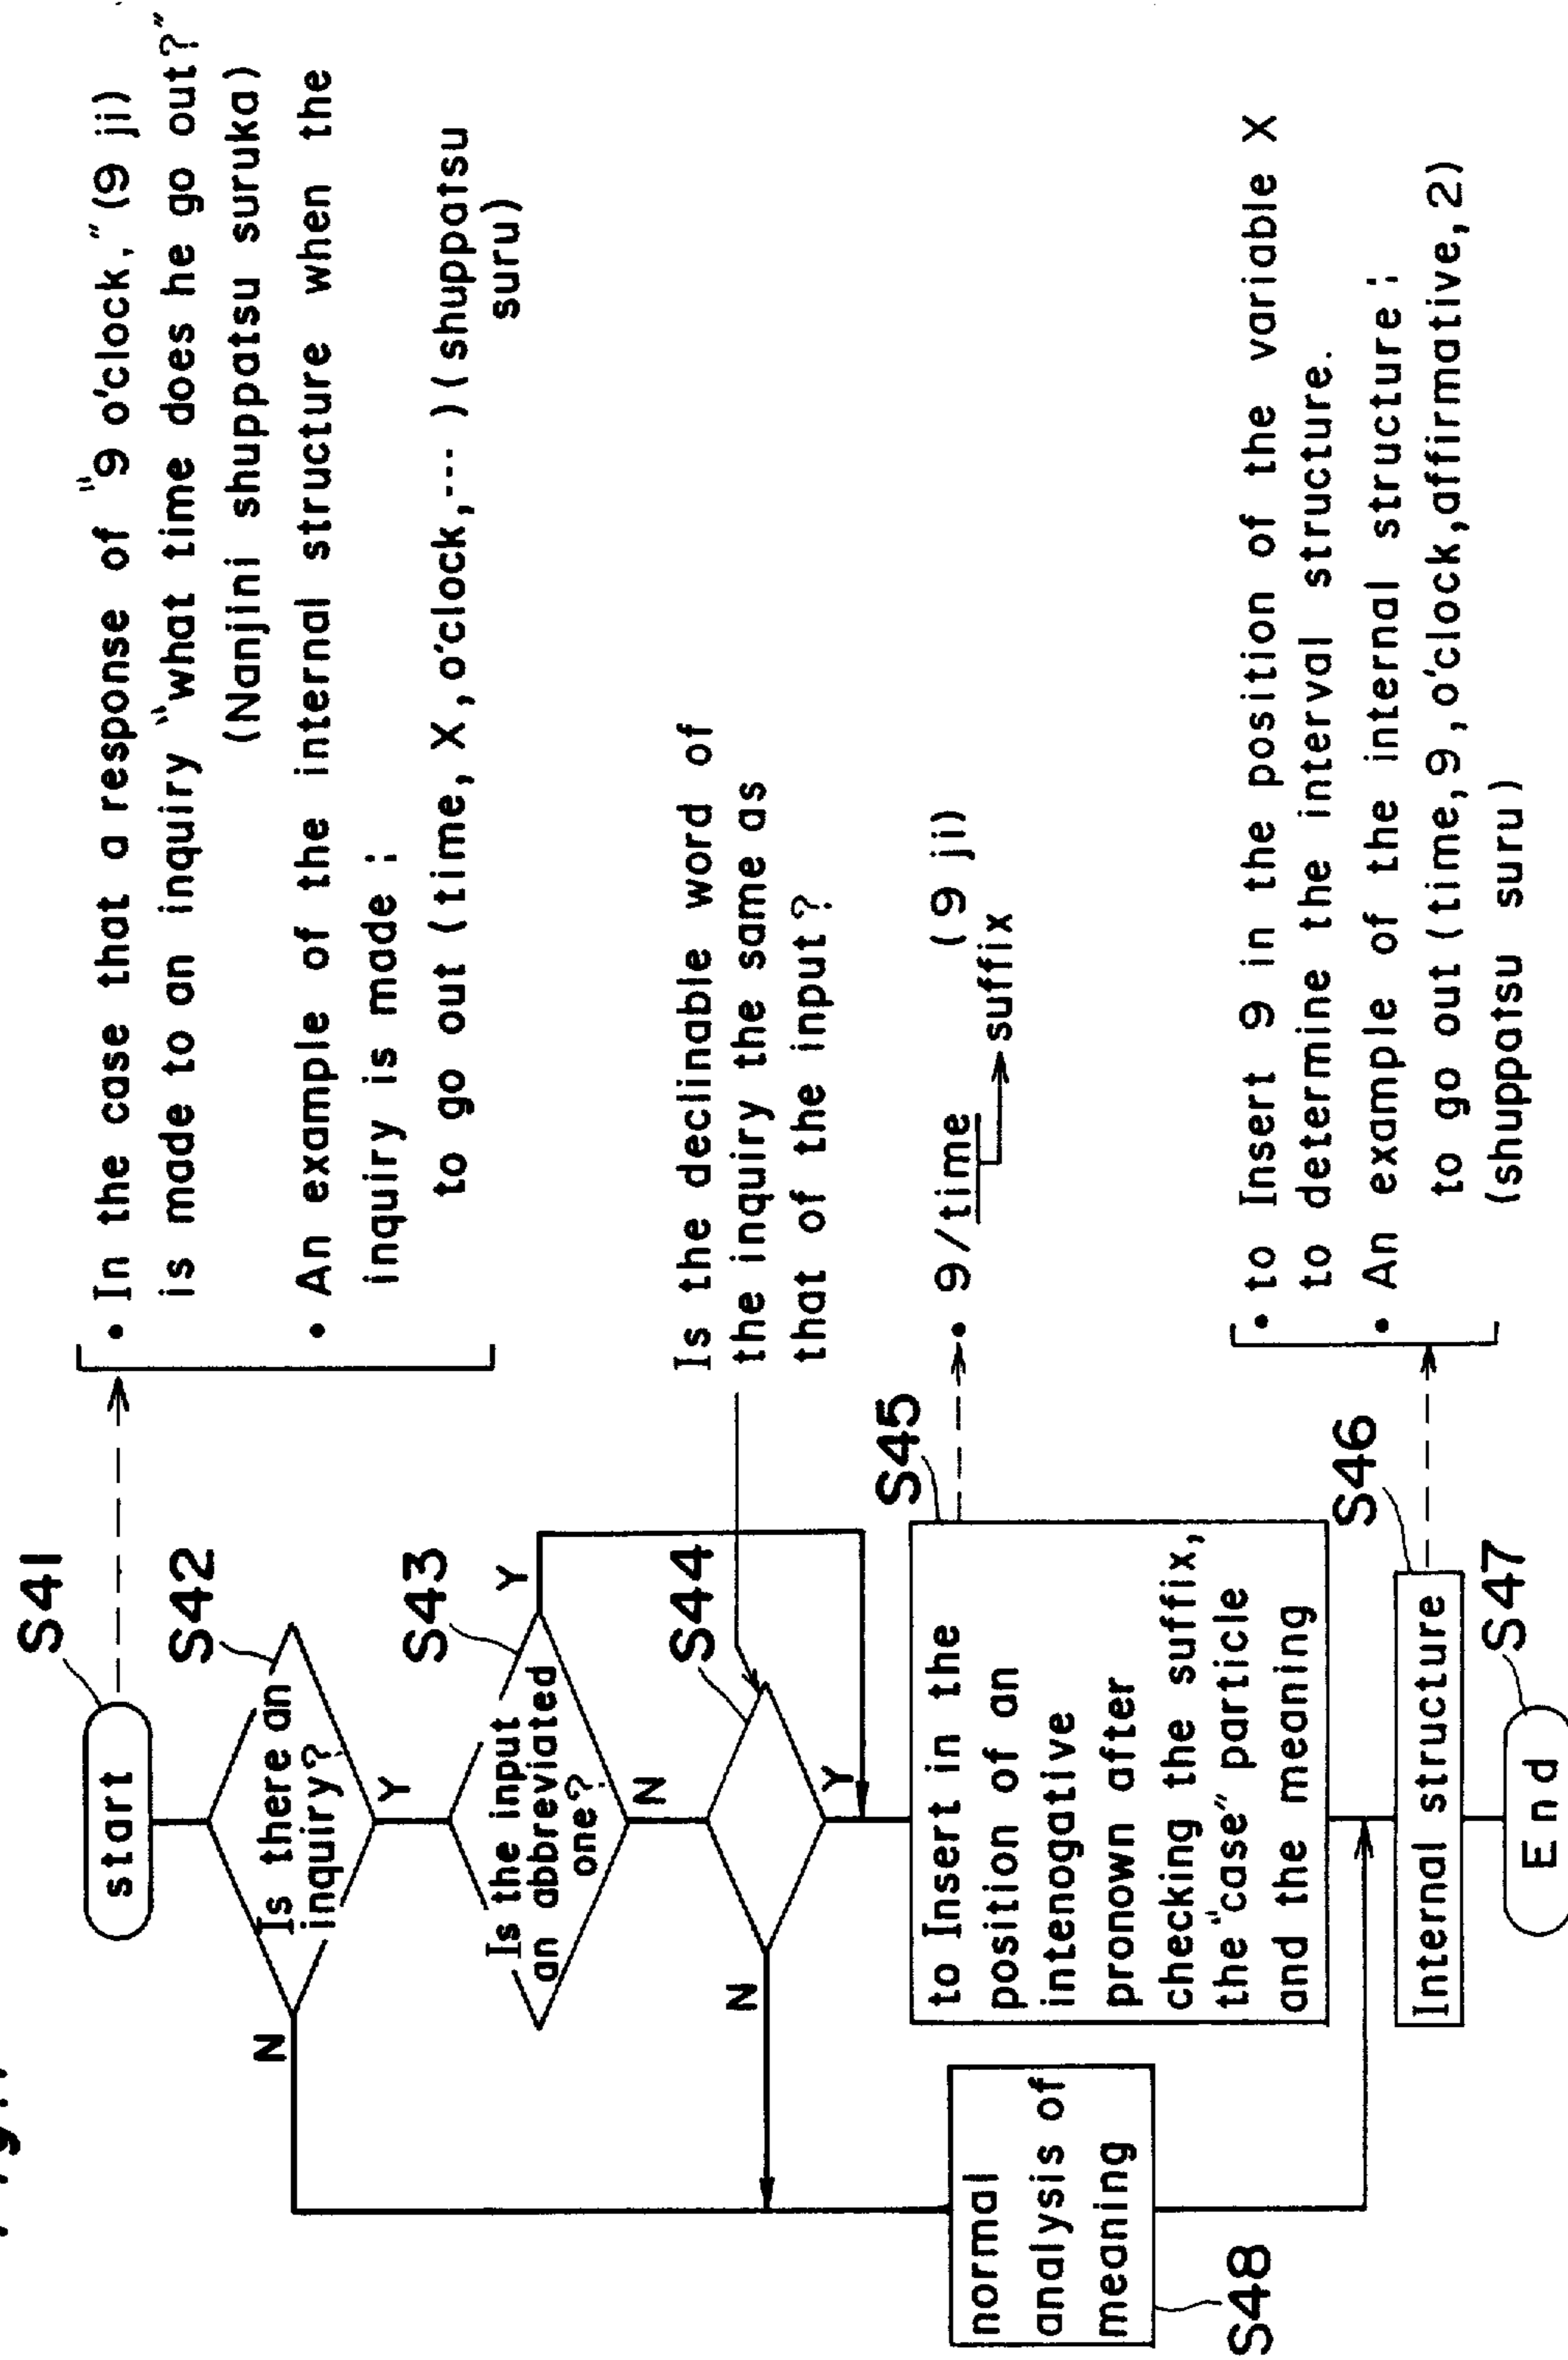 S41
start
• In the case that a response of "9 o'clock," (9 ji)
is made to an inquiry "what time does he go out?"
(Nanjini shuppatsu suruka)
• An example of the internal structure when the
inquiry is made ;
to go out (time, X, o'clock, --- ) (shuppatsu
suru)
S42
Is there an
inquiry?
N
Y
S43
Is the input
an abbreviated
one?
Y
N
S44
Is the declinable word of
the inquiry the same as
that of the input?
N
Y
S45
to Insert in the
position of an
intenogative
pronown after
checking the suffix,
the "case" particle
and the meaning
• 9/time (9 ji)
suffix
normal
analysis of
meaning
S48
S46
Internal structure
• to Insert 9 in the position of the variable X
to determine the interval structure.
• An example of the internal structure ;
to go out (time, 9, o'clock, affirmative, 2)
(shuppatsu suru)
S47
End